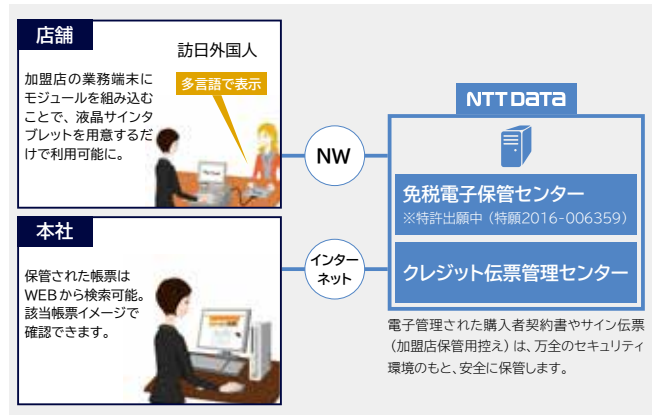 店舗
訪日外国人
加盟店の業務端末に
モジュールを組み込む
ことで、液晶サインタ
ブレットを用意するだ
けで利用可能に。
多言語で表示
NW
NTT DATA
免税電子保管センター
※特許出願中（特願2016-006359）
クレジット伝票管理センター
本社
保管された帳票は
WEBから検索可能。
該当帳票イメージで
確認できます。
インター
ネット
電子管理された購入者契約書やサイン伝票
（加盟店保管用控え）は、万全のセキュリティ
環境のもと、安全に保管します。